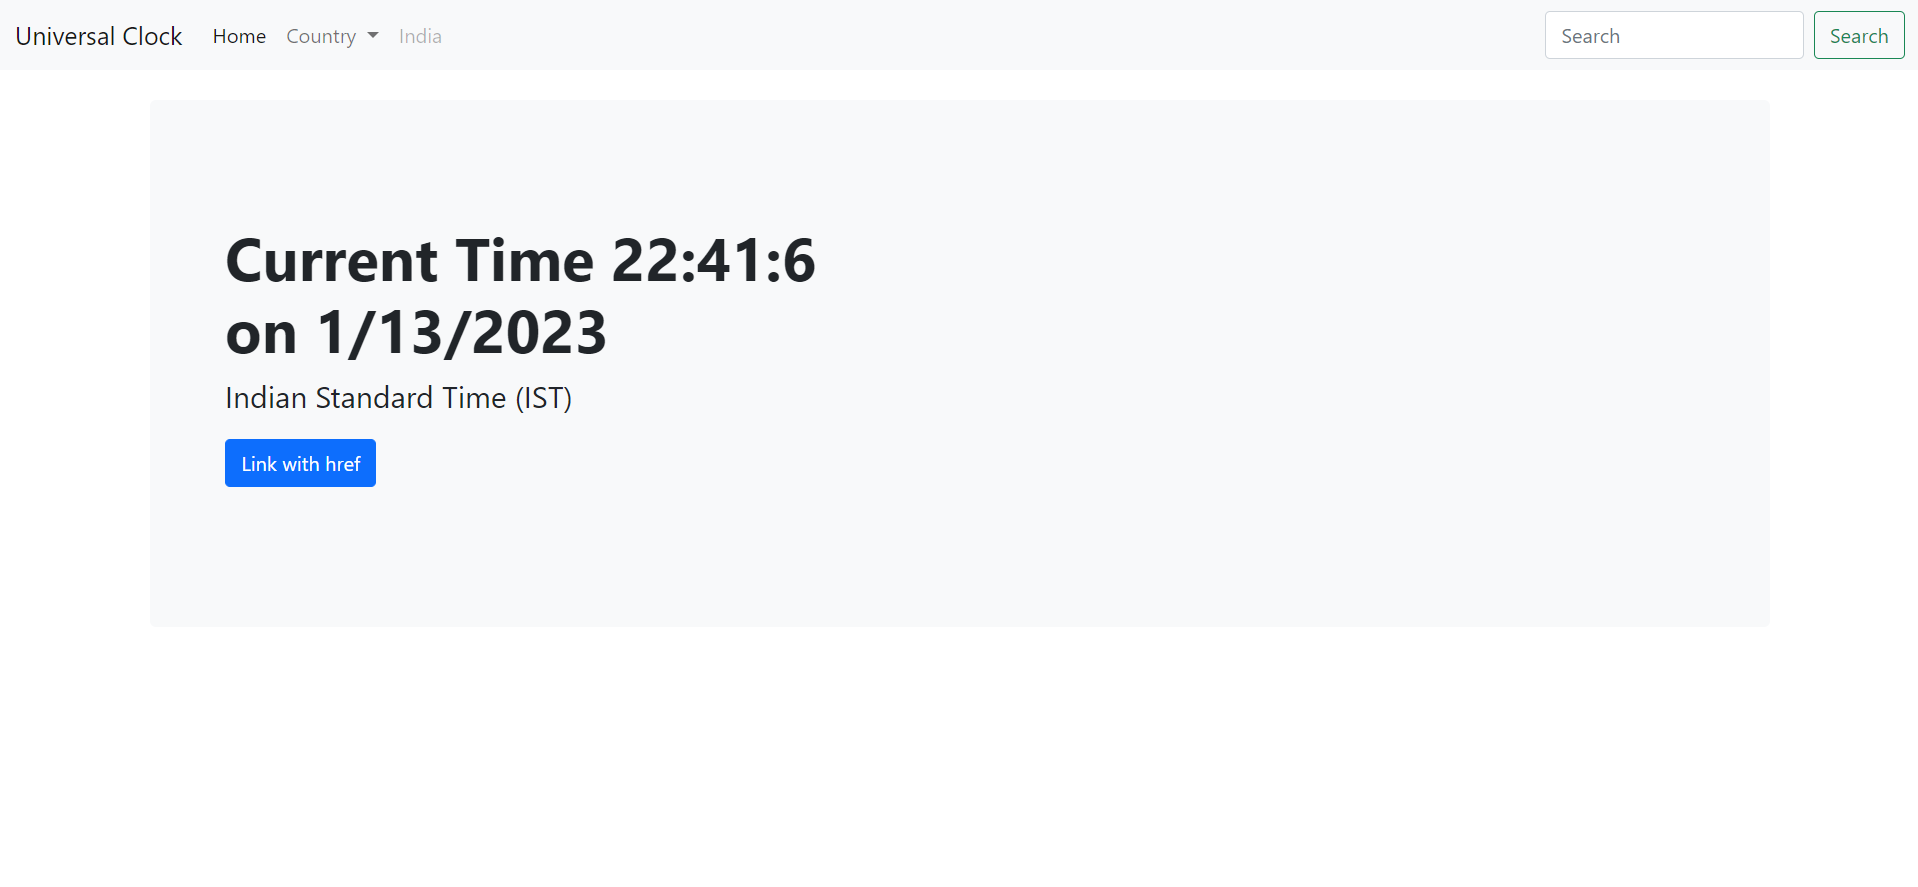 Universal Clock Home Country India Search Search
Current Time 22:41:6
on 1/13/2023
Indian Standard Time (IST)
Link with href